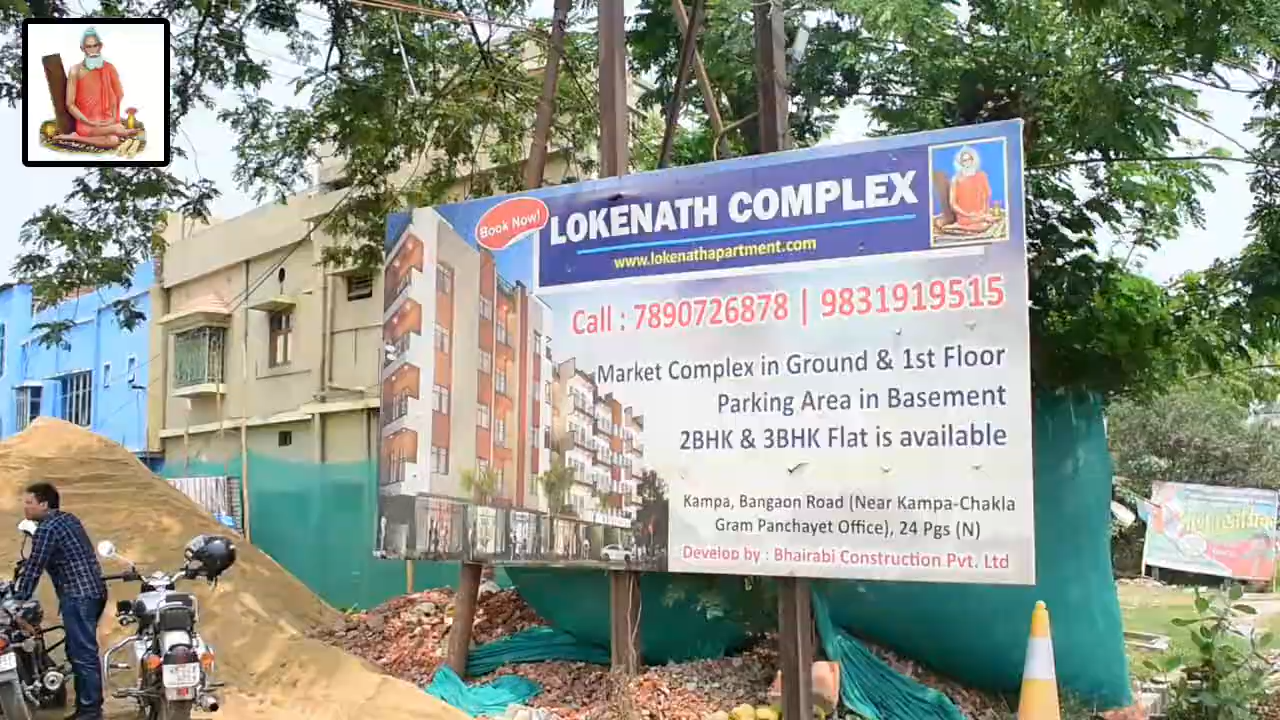 Book Now!
LOKENATH COMPLEX
www.lokenathapartment.com
Call : 7890726878 | 9831919515
Market Complex in Ground & 1st Floor
Parking Area in Basement
2BHK & 3BHK Flat is available
Kampa, Bangaon Road (Near Kampa-Chakla
Gram Panchayet Office), 24 Pgs (N)
Develop by : Bhairabi Construction Pvt. Ltd